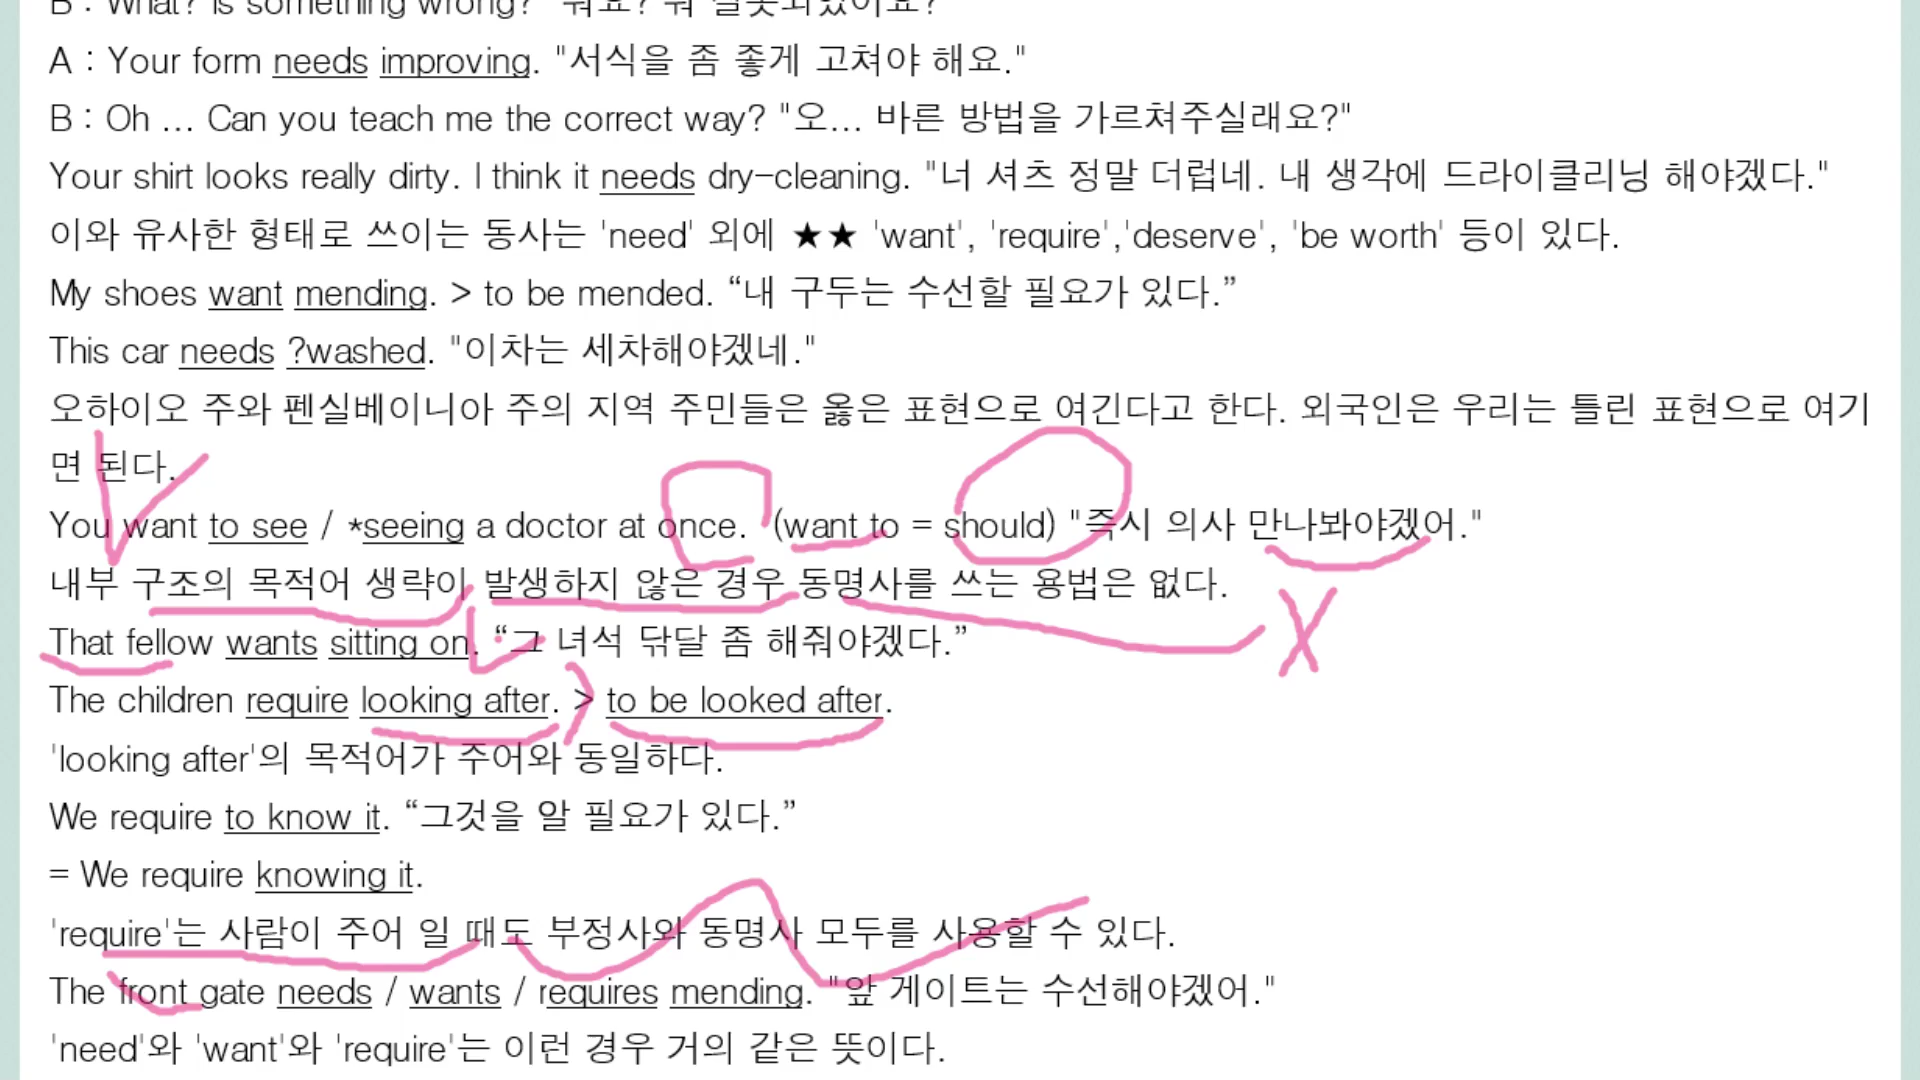 B : What? Is something wrong? "뭐요? 뭐 잘못되었어요?"
A : Your form needs improving. "서식을 좀 좋게 고쳐야 해요."
B : Oh ... Can you teach me the correct way? "오... 바른 방법을 가르쳐주실래요?"
Your shirt looks really dirty. I think it needs dry-cleaning. "너 셔츠 정말 더럽네. 내 생각에 드라이클리닝 해야겠다."
이와 유사한 형태로 쓰이는 동사는 'need' 외에 ★★ 'want', 'require','deserve', 'be worth' 등이 있다.
My shoes want mending. > to be mended. “내 구두는 수선할 필요가 있다.”
This car needs ?washed. "이차는 세차해야겠네."
오하이오 주와 펜실베이니아 주의 지역 주민들은 옳은 표현으로 여긴다고 한다. 외국인은 우리는 틀린 표현으로 여기
면 된다.
You want to see / *seeing a doctor at once. (want to = should) "즉시 의사 만나봐야겠어."
내부 구조의 목적어 생략이 발생하지 않은 경우 동명사를 쓰는 용법은 없다.
That fellow wants sitting on. “그 녀석 닦달 좀 해줘야겠다.”
The children require looking after. > to be looked after.
'looking after'의 목적어가 주어와 동일하다.
We require to know it. “그것을 알 필요가 있다.”
= We require knowing it.
'require'는 사람이 주어 일 때도 부정사와 동명사 모두를 사용할 수 있다.
The front gate needs / wants / requires mending. "앞 게이트는 수선해야겠어."
'need'와 'want'와 'require'는 이런 경우 거의 같은 뜻이다.